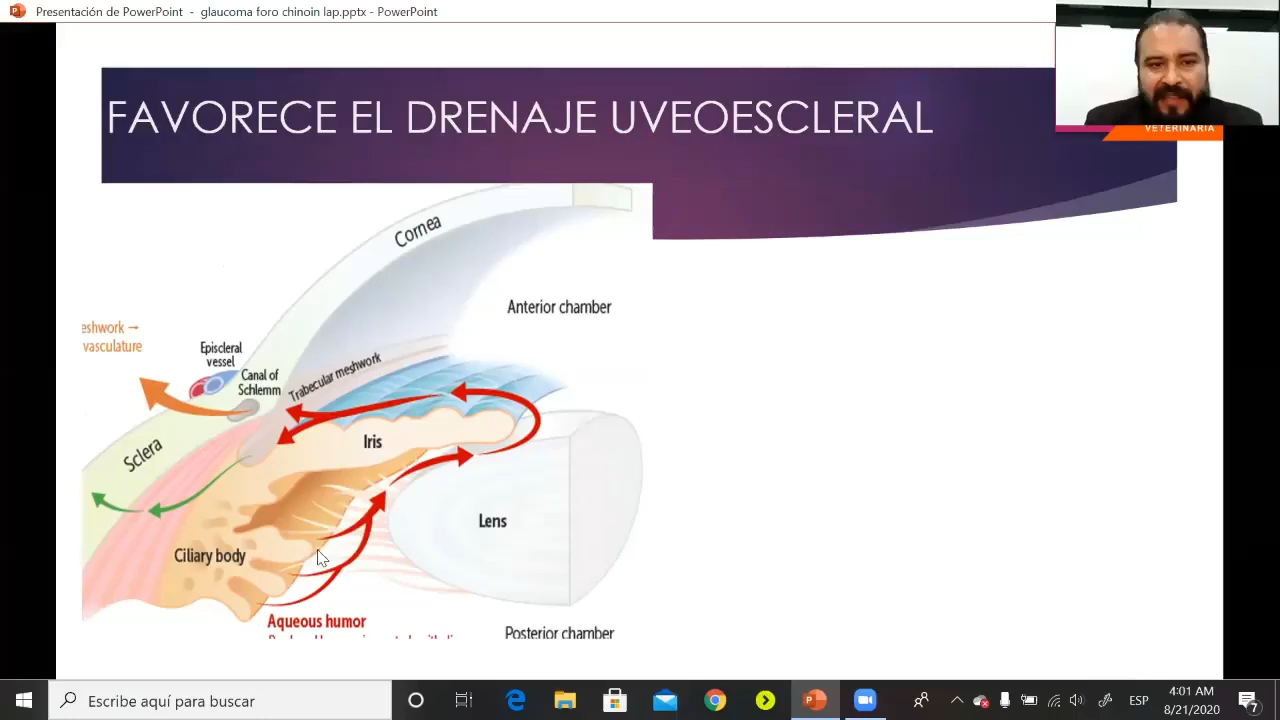 Presentación de PowerPoint - glaucoma foro chinoin lap.pptx - PowerPoint
VETERINARIA
FAVORECE EL DRENAJE UVEOESCLERAL
Cornea
Anterior chamber
eshwork →
vasculature
Episcleral
vessel
Canal of
Schlemm
Trabecular meshwork
Iris
Sclera
Lens
Ciliary body
Aqueous humor
Posterior chamber
Escribe aquí para buscar
ESP
4:01 AM
8/21/2020
7